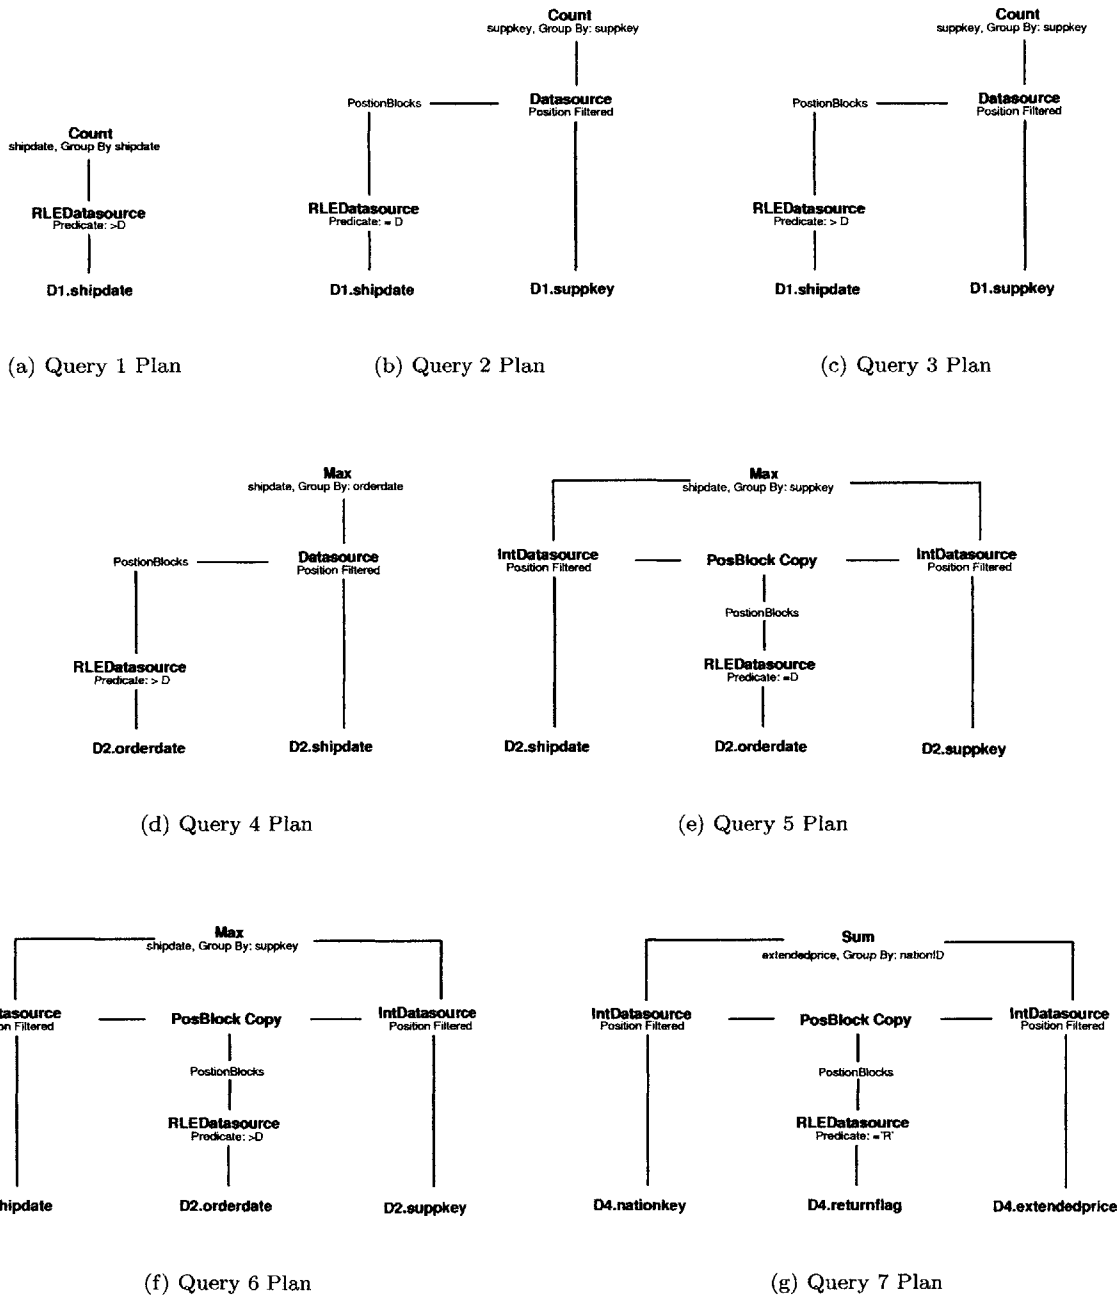 Count
shipdate, Group By shipdate
RLEDatasource
Predicate: >D
D1.shipdate
(a) Query 1 Plan
Count
suppkey, Group By: suppkey
PostionBlocks
Datasource
Position Filtered
RLEDatasource
Predicate: = D
D1.shipdate
D1.suppkey
(b) Query 2 Plan
Count
suppkey, Group By: suppkey
PostionBlocks
Datasource
Position Filtered
RLEDatasource
Predicate: > D
D1.shipdate
D1.suppkey
(c) Query 3 Plan
Max
shipdate, Group By: orderdate
PostionBlocks
Datasource
Position Filtered
RLEDatasource
Predicate: > D
D2.orderdate
D2.shipdate
(d) Query 4 Plan
Max
shipdate, Group By: suppkey
IntDatasource
Position Filtered
PosBlock Copy
IntDatasource
Position Filtered
PostionBlocks
RLEDatasource
Predicate: =D
D2.shipdate
D2.orderdate
D2.suppkey
(e) Query 5 Plan
Max
shipdate, Group By: suppkey
tasource
on Filtered
PosBlock Copy
IntDatasource
Position Filtered
PostionBlocks
RLEDatasource
Predicate: >D
hipdate
D2.orderdate
D2.suppkey
(f) Query 6 Plan
Sum
extendedprice, Group By: nationID
IntDatasource
Position Filtered
PosBlock Copy
IntDatasource
Position Filtered
PostionBlocks
RLEDatasource
Predicate: ='R'
D4.nationkey
D4.returnflag
D4.extendedprice
(g) Query 7 Plan